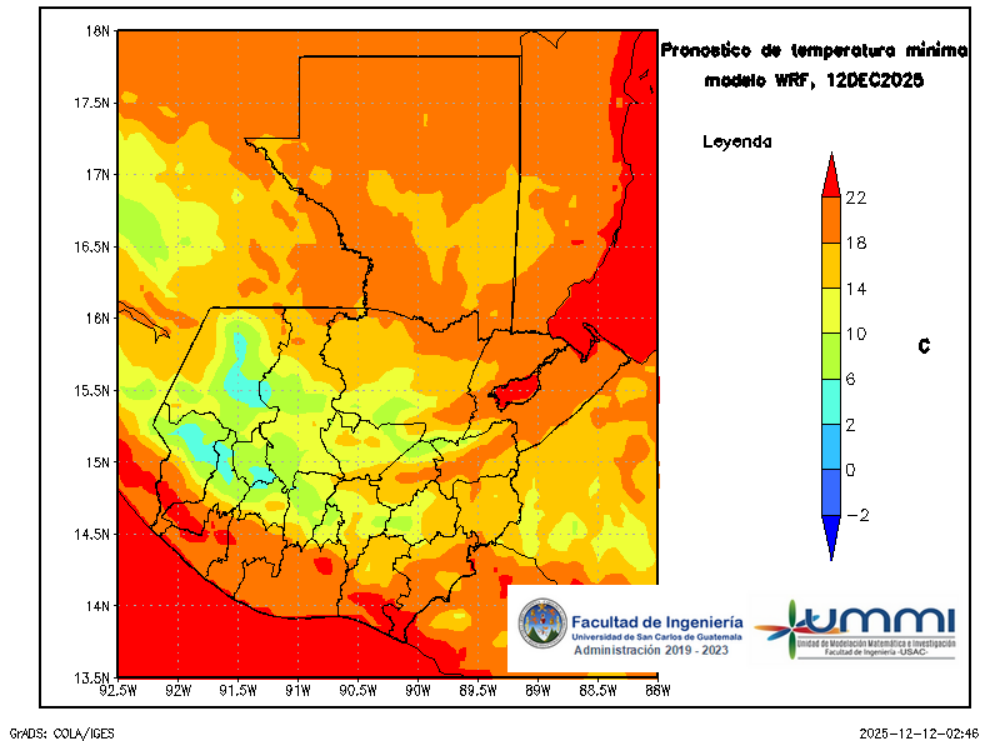 Pronostico de temperatura minima
modelo WRF, 12DEC2025
Leyenda
22
18
14
10
6
2
0
−2
C
18N
17.5N
17N
16.5N
16N
15.5N
15N
14.5N
14N
13.5N
92.5W 92W 91.5W 91W 90.5W 90W 89.5W 89W 88.5W 88W
Facultad de Ingeniería
Universidad de San Carlos de Guatemala
Administración 2019 - 2023
ummi
Unidad de Modelación Matemática e Investigación
Facultad de Ingeniería -USAC-
GrADS: COLA/IGES
2025-12-12-02:46